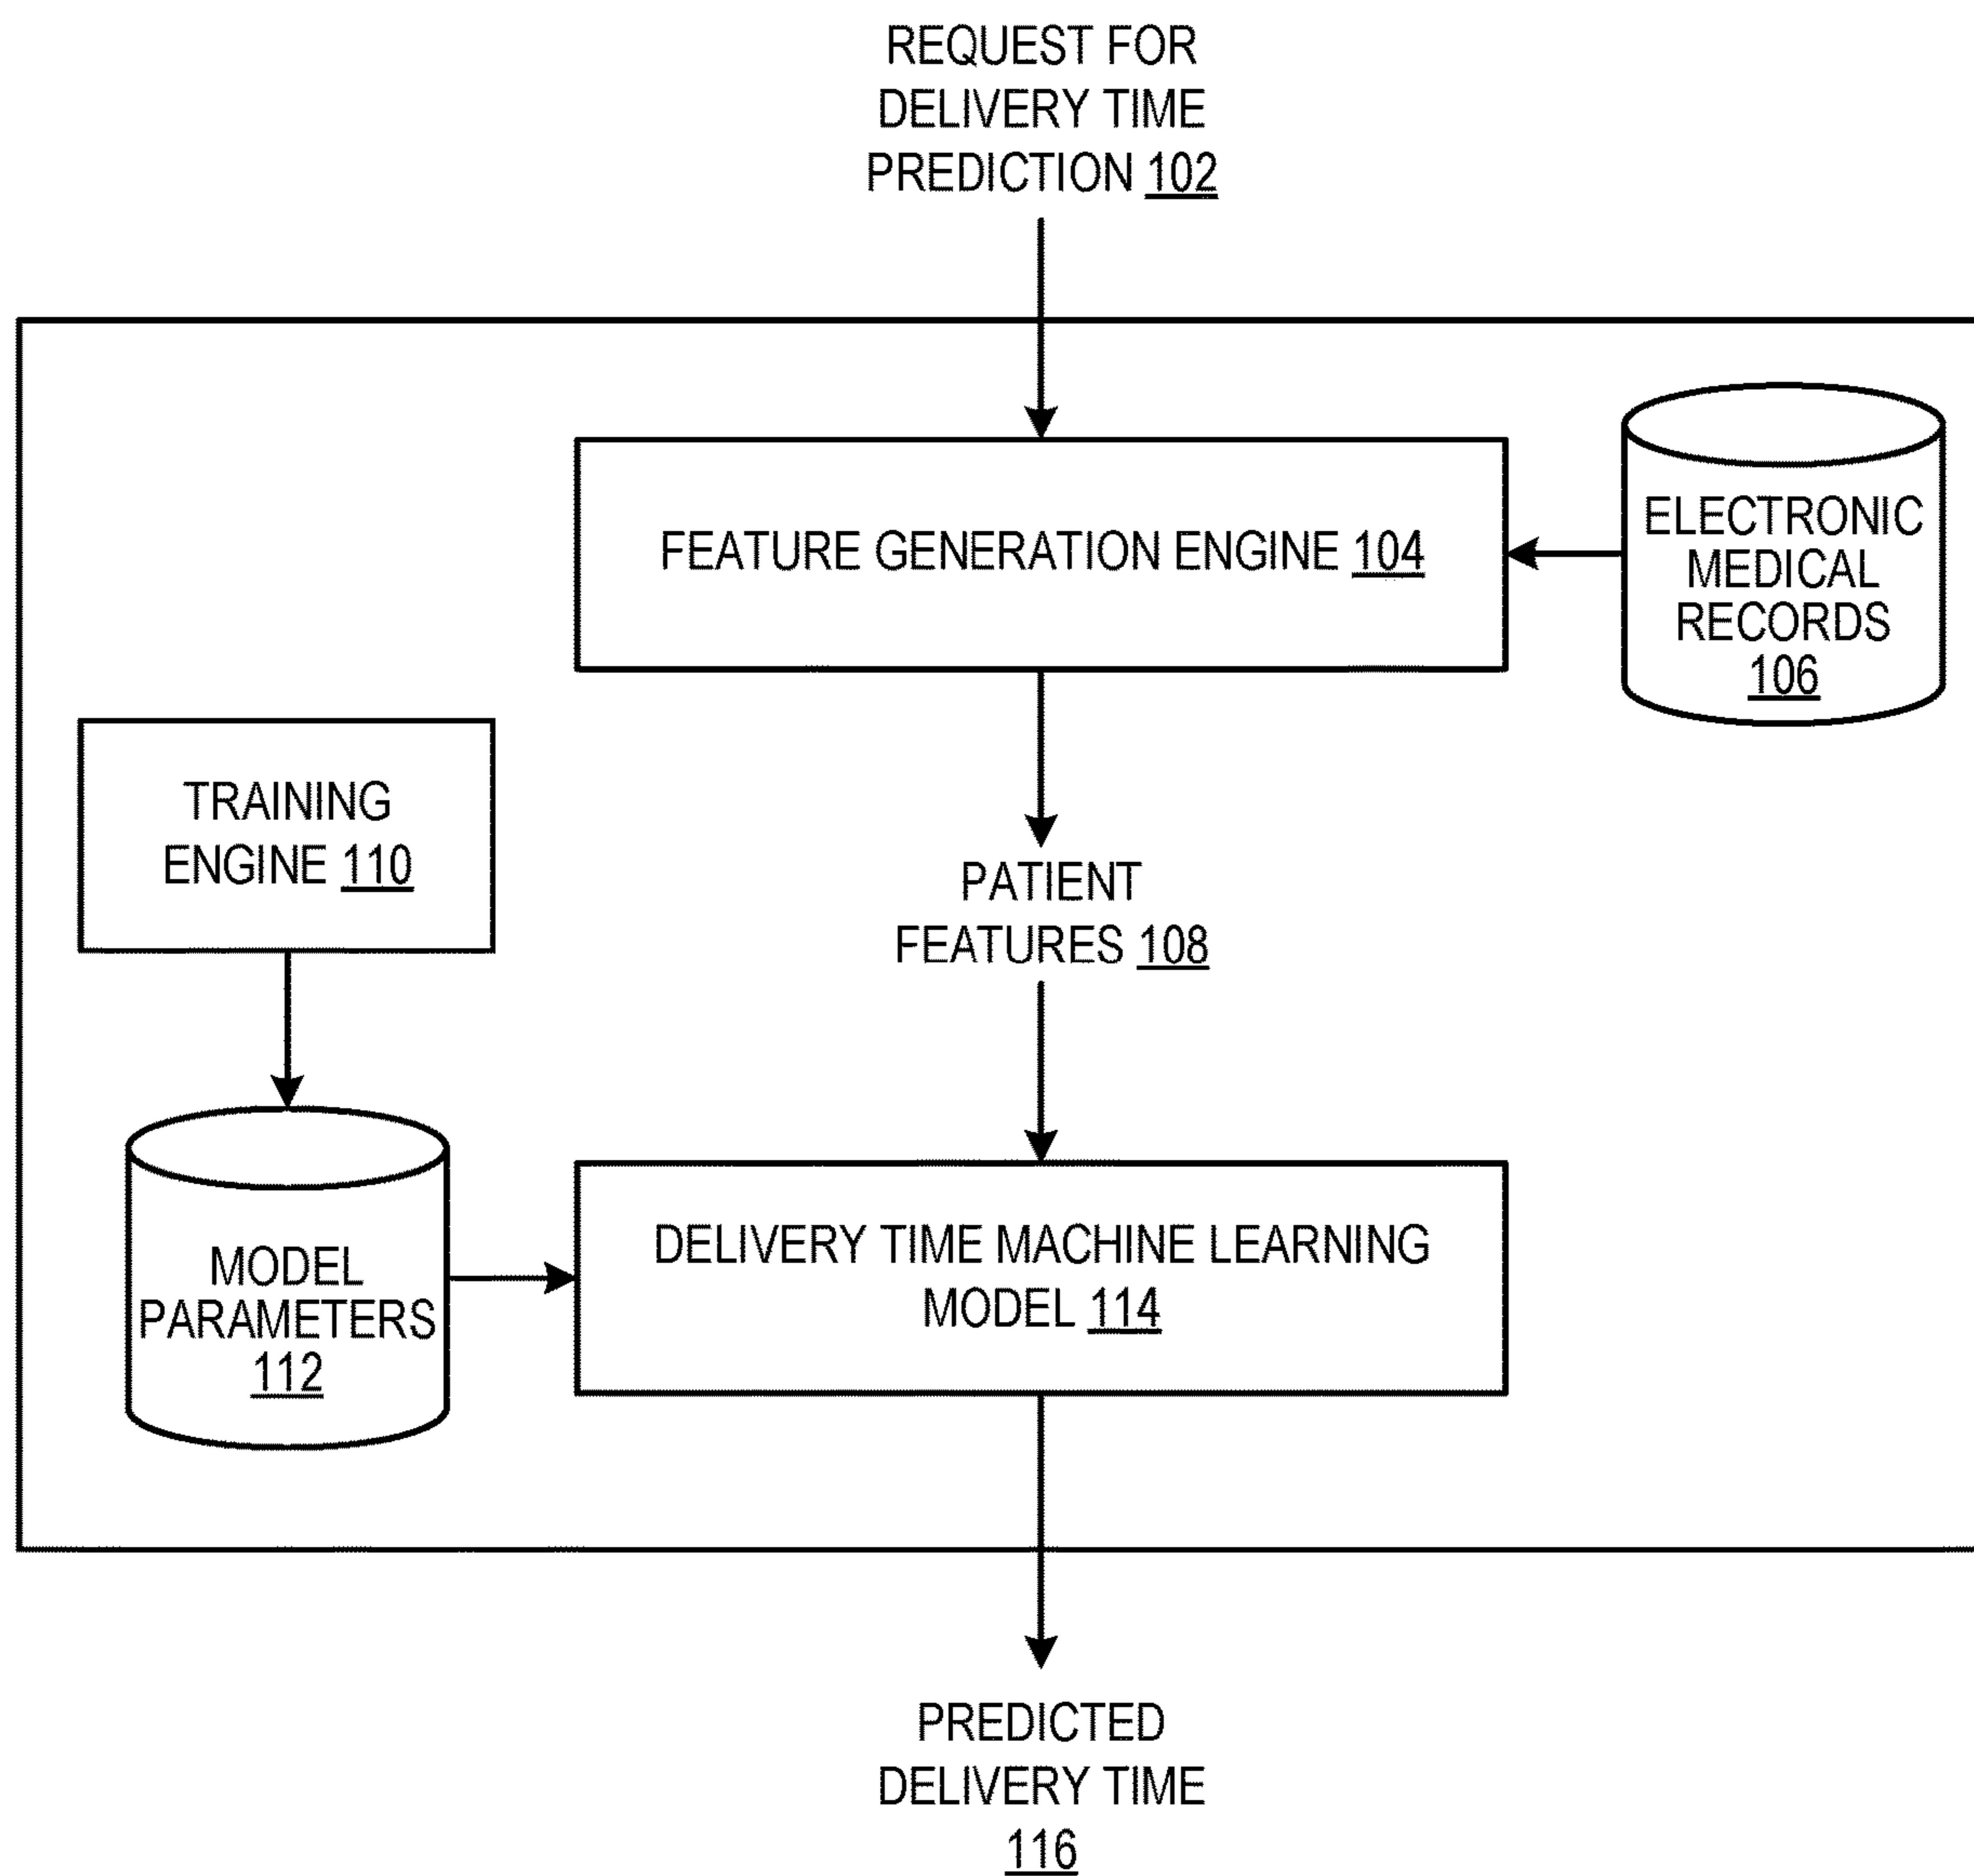 REQUEST FOR
DELIVERY TIME
PREDICTION 102
FEATURE GENERATION ENGINE 104
ELECTRONIC
MEDICAL
RECORDS
106
TRAINING
ENGINE 110
PATIENT
FEATURES 108
MODEL
PARAMETERS
112
DELIVERY TIME MACHINE LEARNING
MODEL 114
PREDICTED
DELIVERY TIME
116